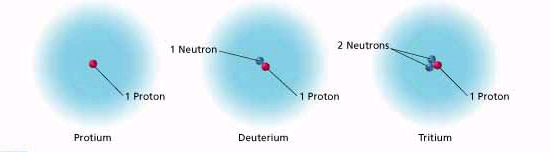 1 Proton
Protium
1 Neutron
1 Proton
Deuterium
2 Neutrons
1 Proton
Tritium